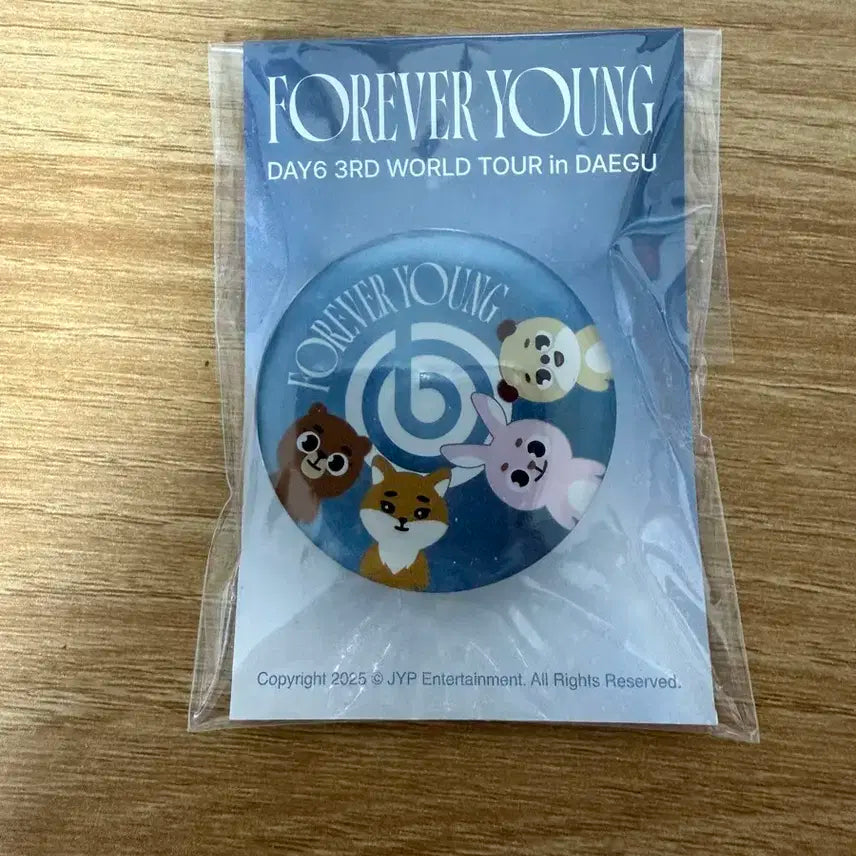 FOREVER YOUNG
DAY6 3RD WORLD TOUR in DAEGU
FOREVER YOUNG
Copyright 2025 © JYP Entertainment. All Rights Reserved.